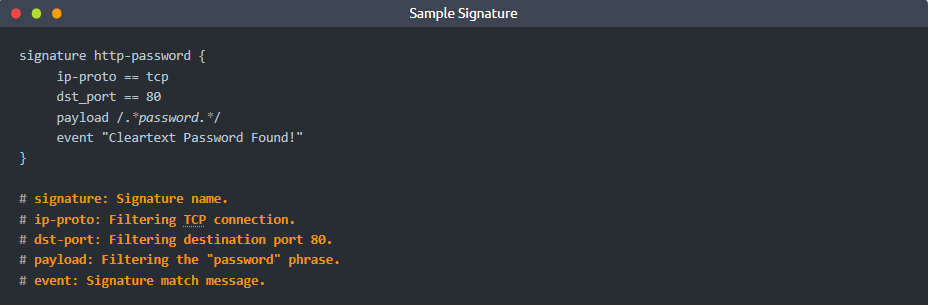 Sample Signature
signature http-password {
     ip-proto == tcp
     dst_port == 80
     payload /.*password.*/
     event "Cleartext Password Found!"
}

# signature: Signature name.
# ip-proto: Filtering TCP connection.
# dst-port: Filtering destination port 80.
# payload: Filtering the "password" phrase.
# event: Signature match message.